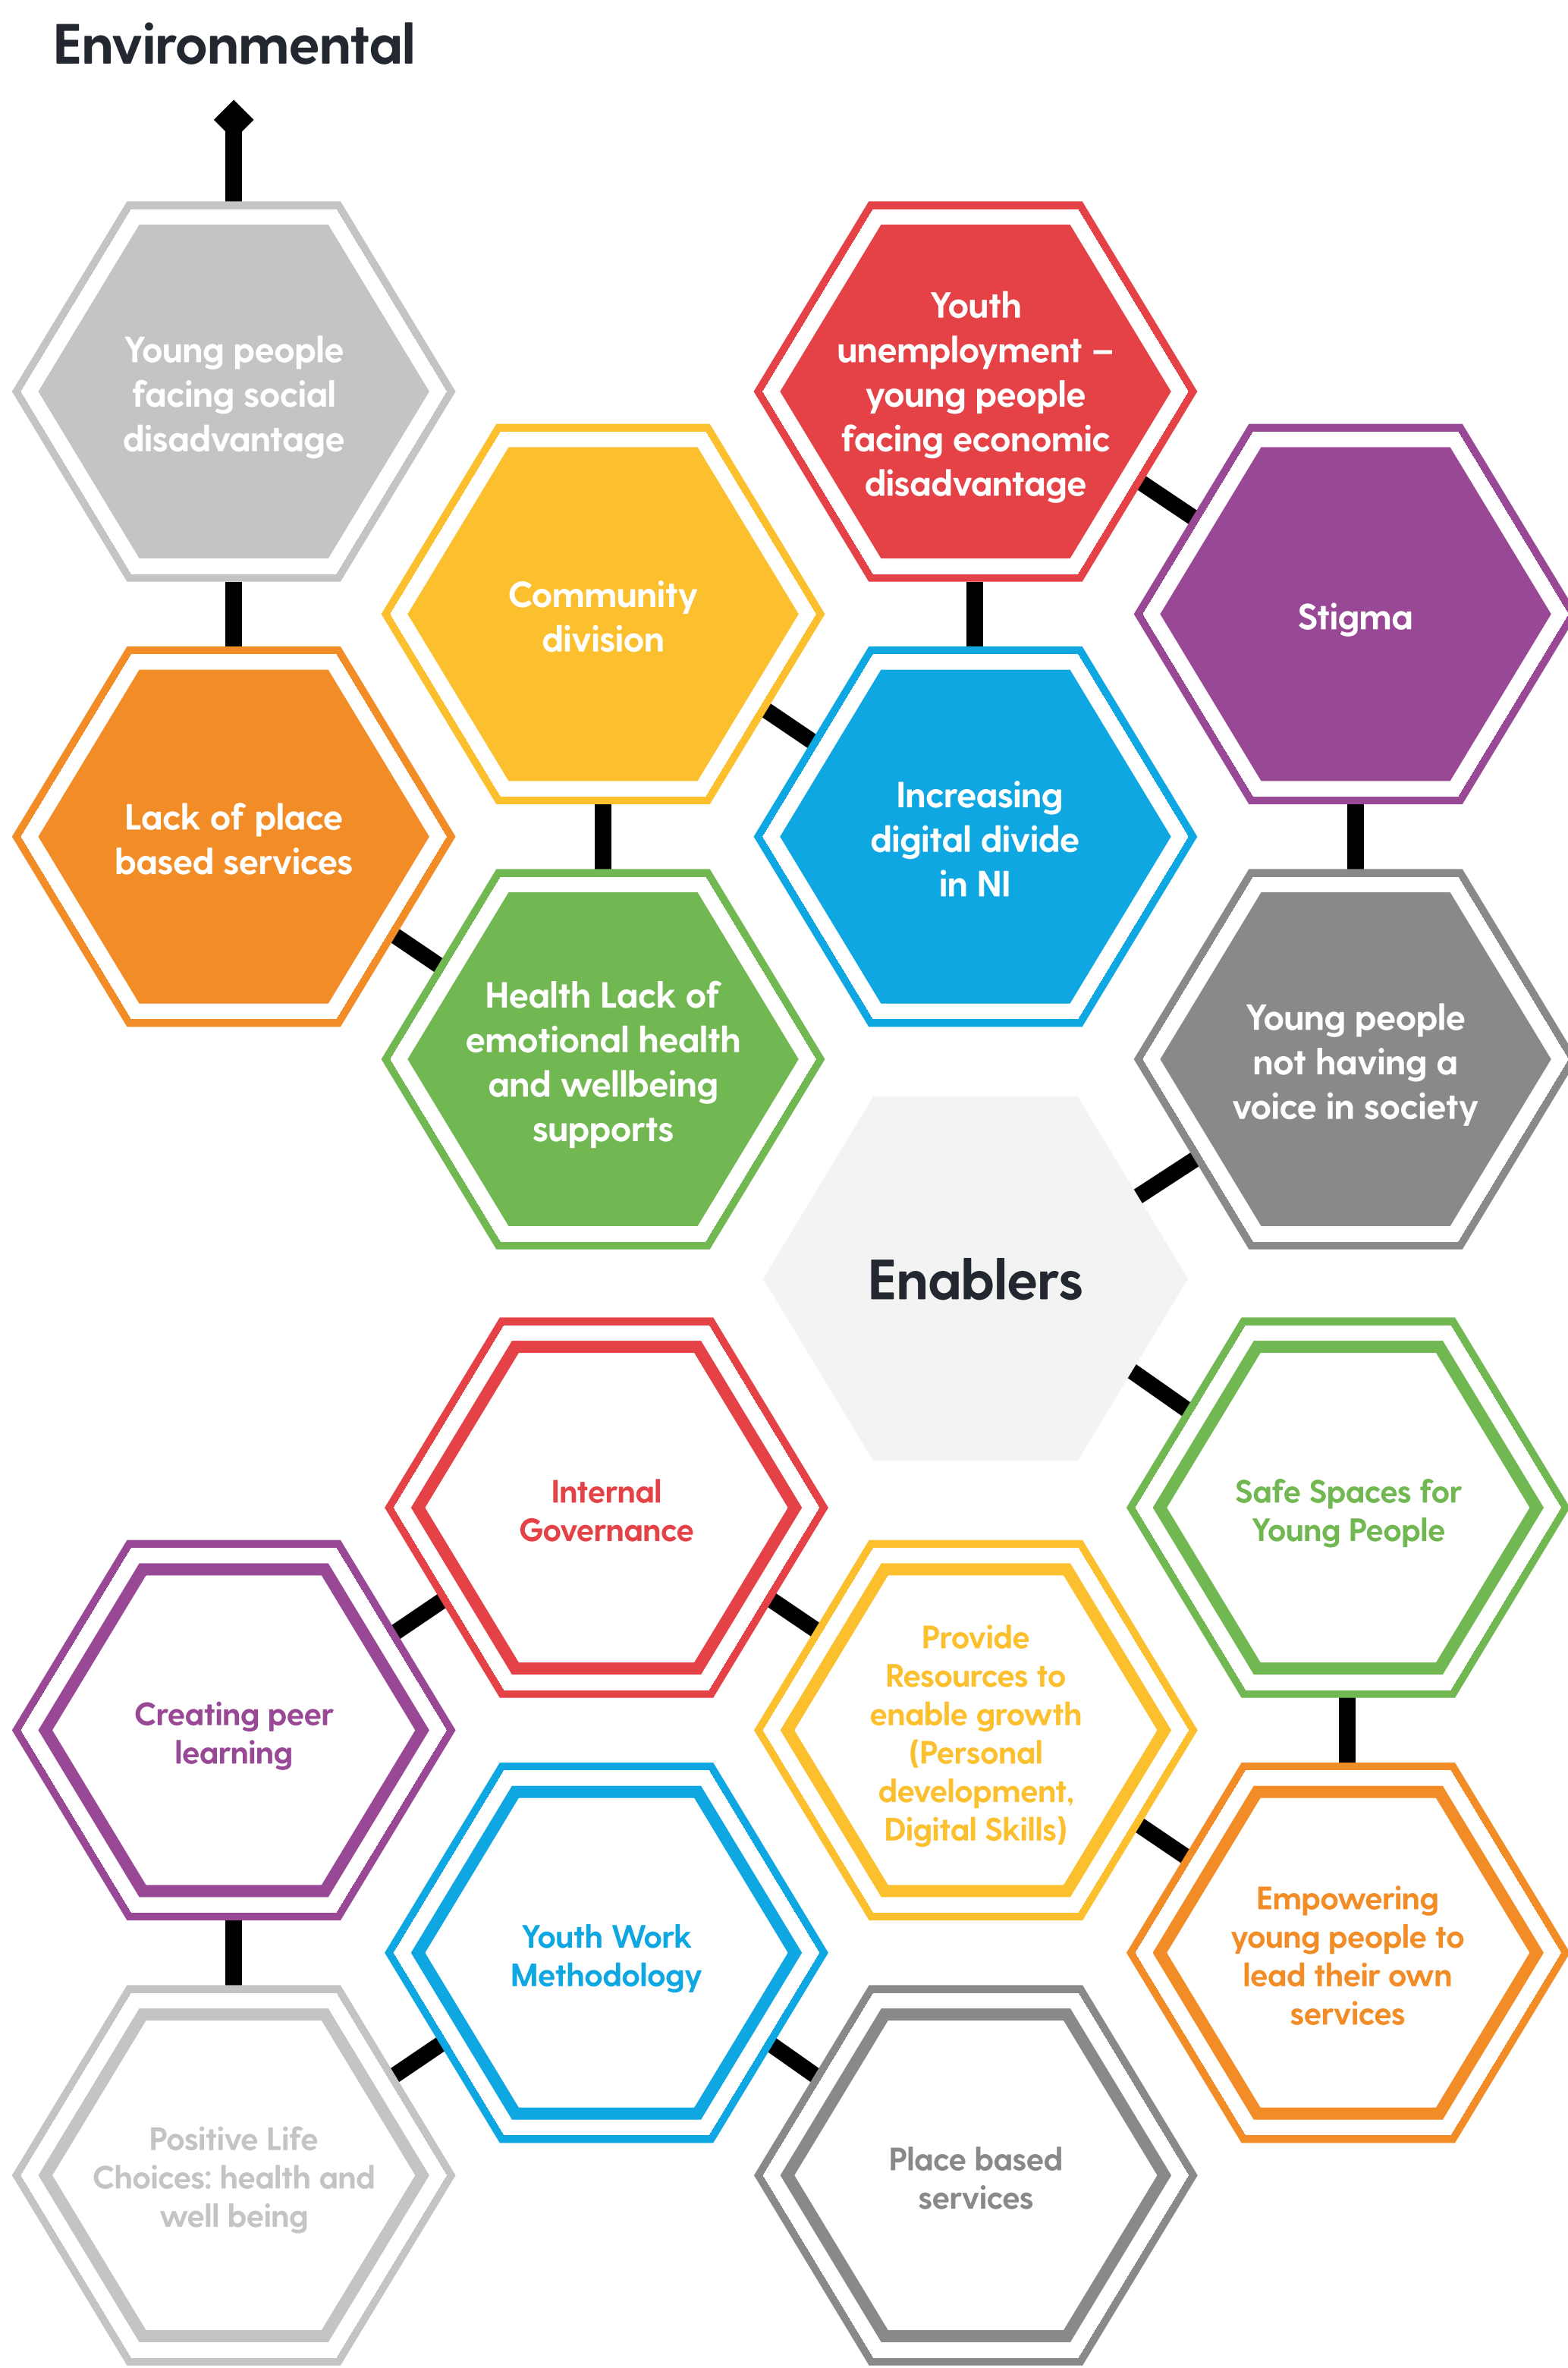 Environmental
Young people
facing social
disadvantage
Youth
unemployment –
young people
facing economic
disadvantage
Community
division
Stigma
Lack of place
based services
Increasing
digital divide
in NI
Health Lack of
emotional health
and wellbeing
supports
Young people
not having a
voice in society
Enablers
Internal
Governance
Safe Spaces for
Young People
Provide
Resources to
enable growth
(Personal
development,
Digital Skills)
Creating peer
learning
Youth Work
Methodology
Empowering
young people to
lead their own
services
Positive Life
Choices: health and
well being
Place based
services